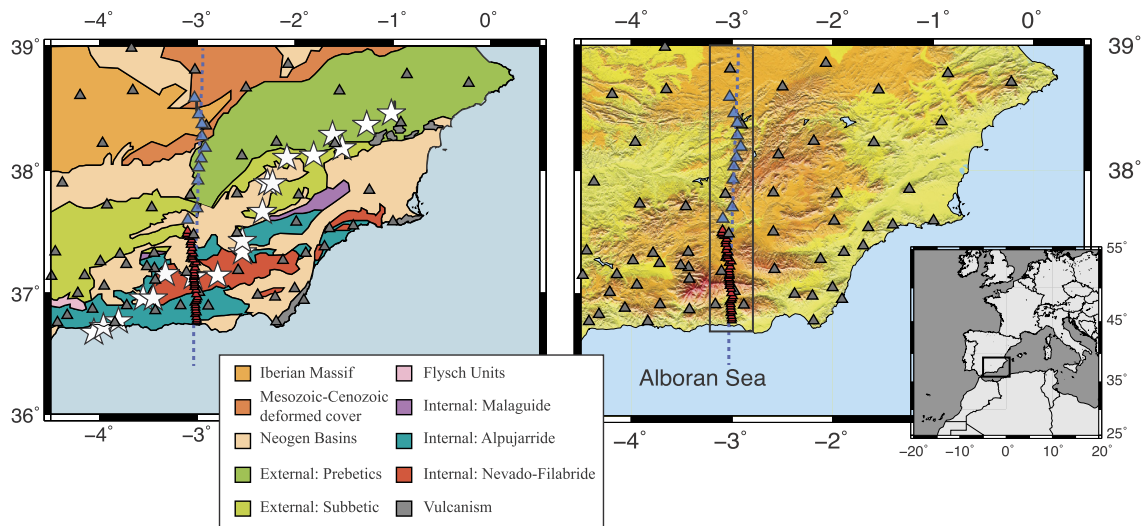 −4˚ −3˚ −2˚ −1˚ 0˚
−4˚ −3˚ −2˚ −1˚ 0˚
39˚
38˚
37˚
36˚
−4˚ −3˚
39˚
38˚
Alboran Sea
−4˚ −3˚ −2˚
55˚
45˚
35˚
25˚
−20˚ −10˚ 0˚ 10˚ 20˚
Iberian Massif
Mesozoic-Cenozoic
deformed cover
Neogen Basins
External: Prebetics
External: Subbetic
Flysch Units
Internal: Malaguide
Internal: Alpujarride
Internal: Nevado-Filabride
Vulcanism